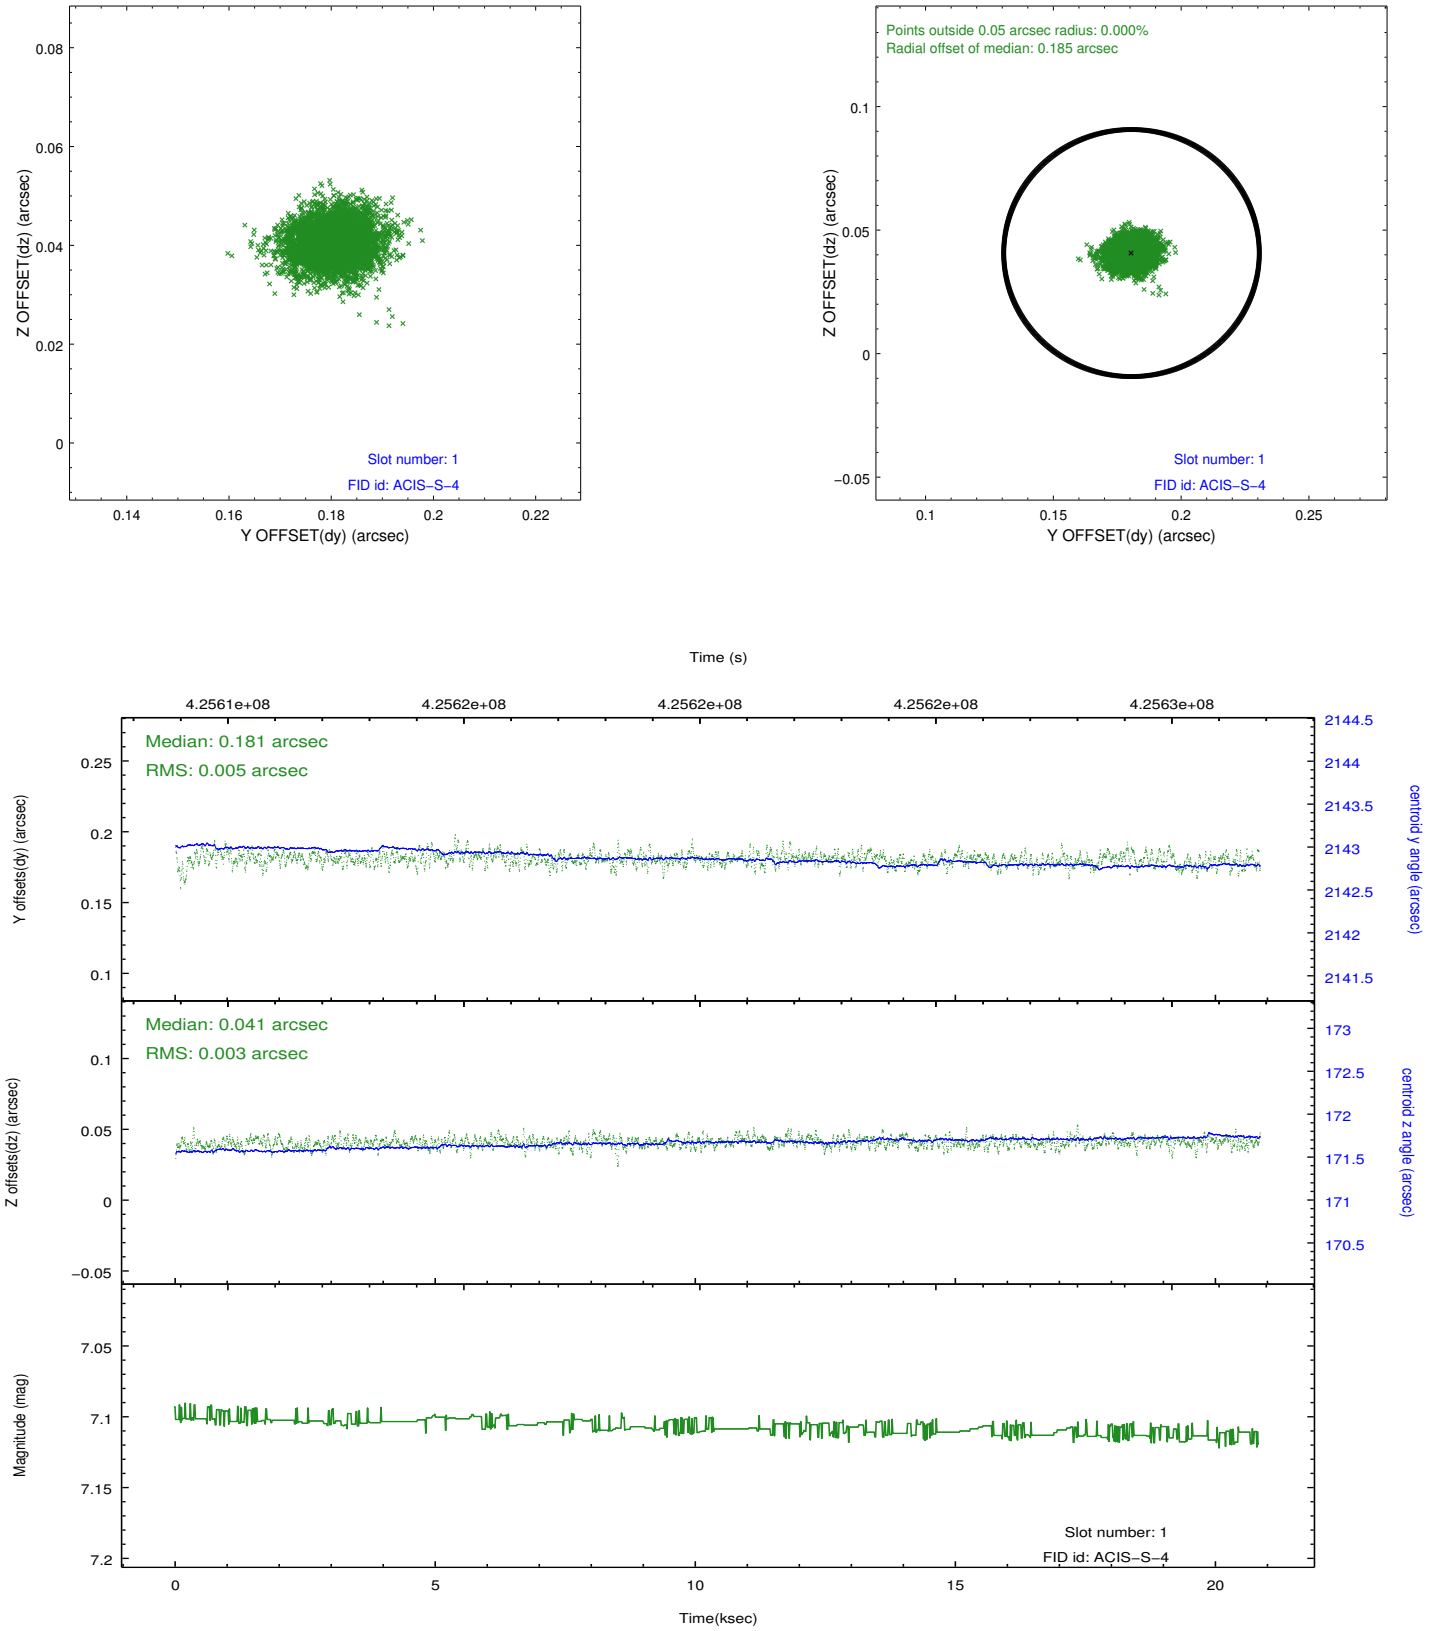 0.08
0.06
0.04
0.02
0
Z OFFSET(dz) (arcsec)
Slot number: 1
FID id: ACIS−S−4
0.14 0.16 0.18 0.2 0.22
Y OFFSET(dy) (arcsec)
Points outside 0.05 arcsec radius: 0.000%
Radial offset of median: 0.185 arcsec
0.1
0.05
0
−0.05
Z OFFSET(dz) (arcsec)
Slot number: 1
FID id: ACIS−S−4
0.1 0.15 0.2 0.25
Y OFFSET(dy) (arcsec)
Time (s)
4.2561e+08 4.2562e+08 4.2562e+08 4.2562e+08 4.2563e+08
Median: 0.181 arcsec
RMS: 0.005 arcsec
0.25
0.2
0.15
0.1
Y offsets(dy) (arcsec)
2144.5
2144
2143.5
2143
2142.5
2142
2141.5
centroid y angle (arcsec)
Median: 0.041 arcsec
RMS: 0.003 arcsec
0.1
0.05
0
−0.05
Z offsets(dz) (arcsec)
173
172.5
172
171.5
171
170.5
centroid z angle (arcsec)
7.05
7.1
7.15
7.2
Magnitude (mag)
Slot number: 1
FID id: ACIS−S−4
0 5 10 15 20
Time(ksec)